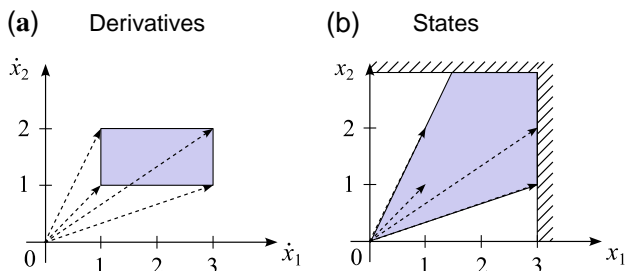 (a) Derivatives
ẋ2
2
1
0
1 2 3 ẋ1
(b) States
x2
2
1
0
1 2 3 x1